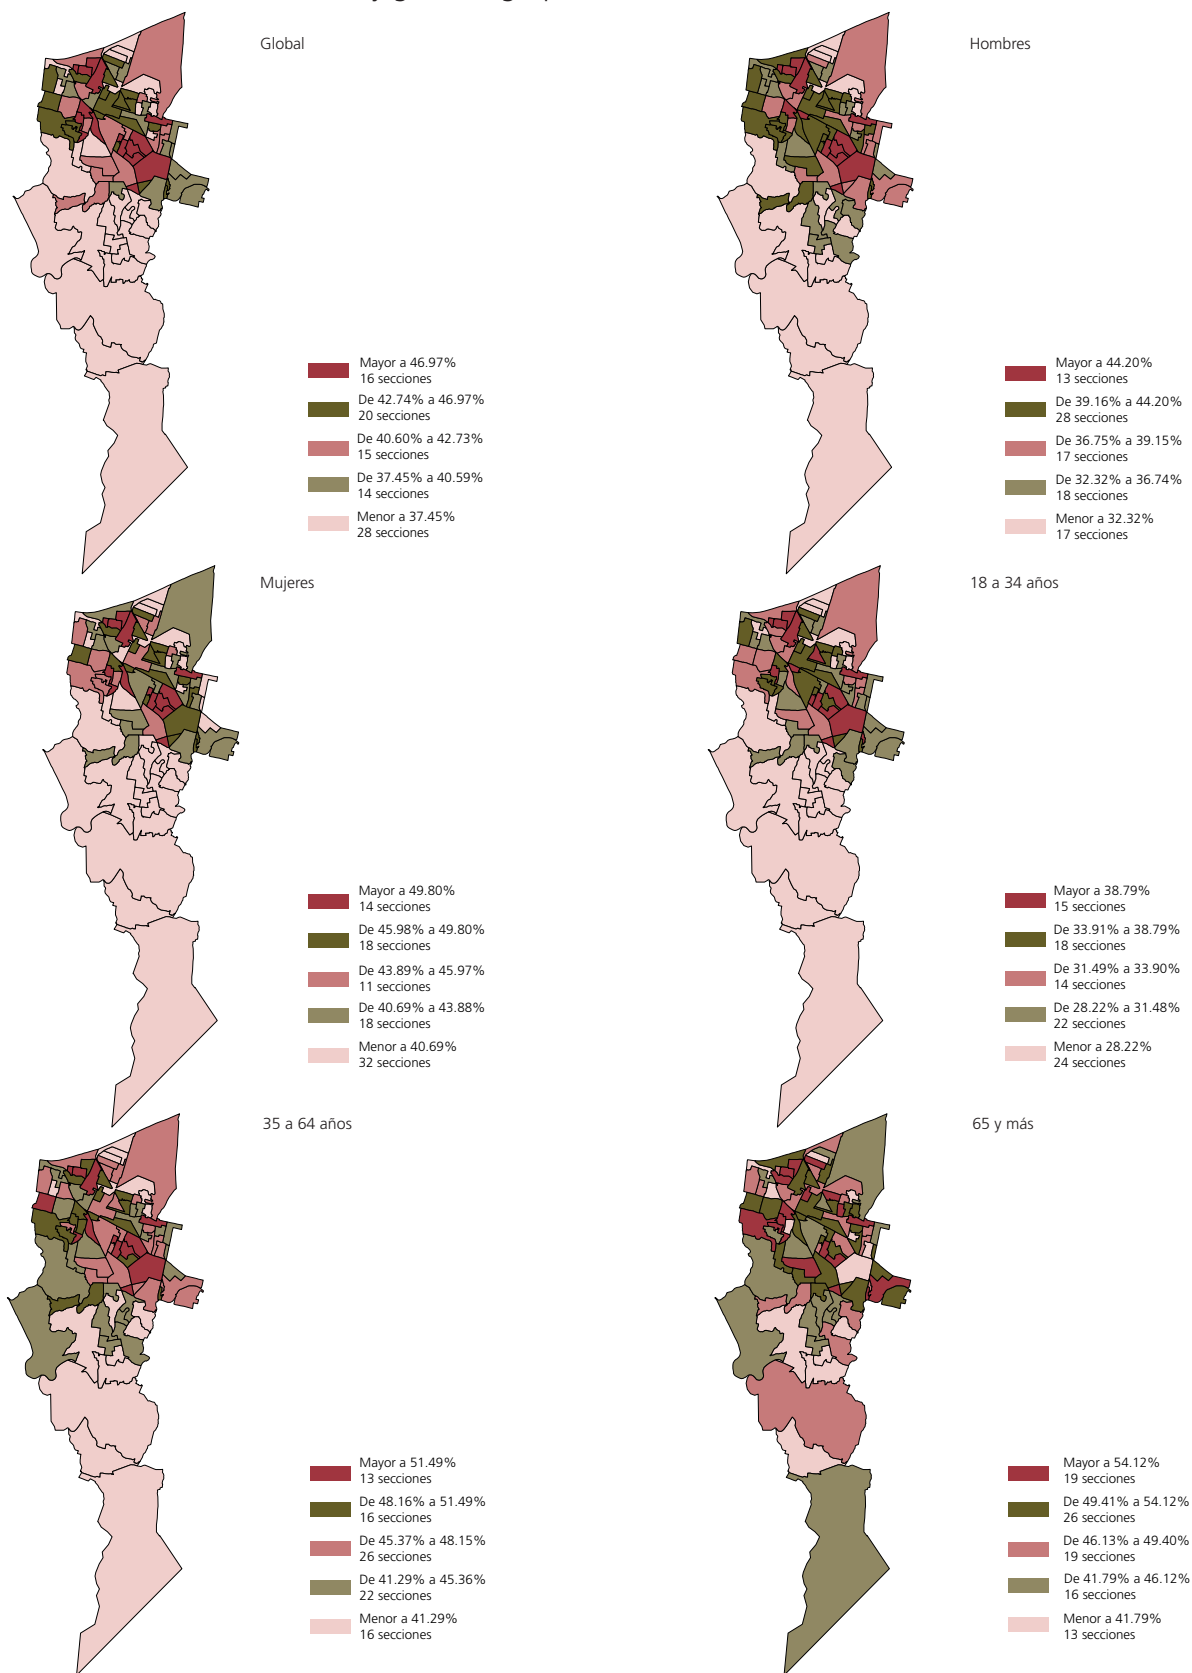 Global
Mayor a 46.97%
16 secciones
De 42.74% a 46.97%
20 secciones
De 40.60% a 42.73%
15 secciones
De 37.45% a 40.59%
14 secciones
Menor a 37.45%
28 secciones
Hombres
Mayor a 44.20%
13 secciones
De 39.16% a 44.20%
28 secciones
De 36.75% a 39.15%
17 secciones
De 32.32% a 36.74%
18 secciones
Menor a 32.32%
17 secciones
Mujeres
Mayor a 49.80%
14 secciones
De 45.98% a 49.80%
18 secciones
De 43.89% a 45.97%
11 secciones
De 40.69% a 43.88%
18 secciones
Menor a 40.69%
32 secciones
18 a 34 años
Mayor a 38.79%
15 secciones
De 33.91% a 38.79%
18 secciones
De 31.49% a 33.90%
14 secciones
De 28.22% a 31.48%
22 secciones
Menor a 28.22%
24 secciones
35 a 64 años
Mayor a 51.49%
13 secciones
De 48.16% a 51.49%
16 secciones
De 45.37% a 48.15%
26 secciones
De 41.29% a 45.36%
22 secciones
Menor a 41.29%
16 secciones
65 y más
Mayor a 54.12%
19 secciones
De 49.41% a 54.12%
26 secciones
De 46.13% a 49.40%
19 secciones
De 41.79% a 46.12%
16 secciones
Menor a 41.79%
13 secciones